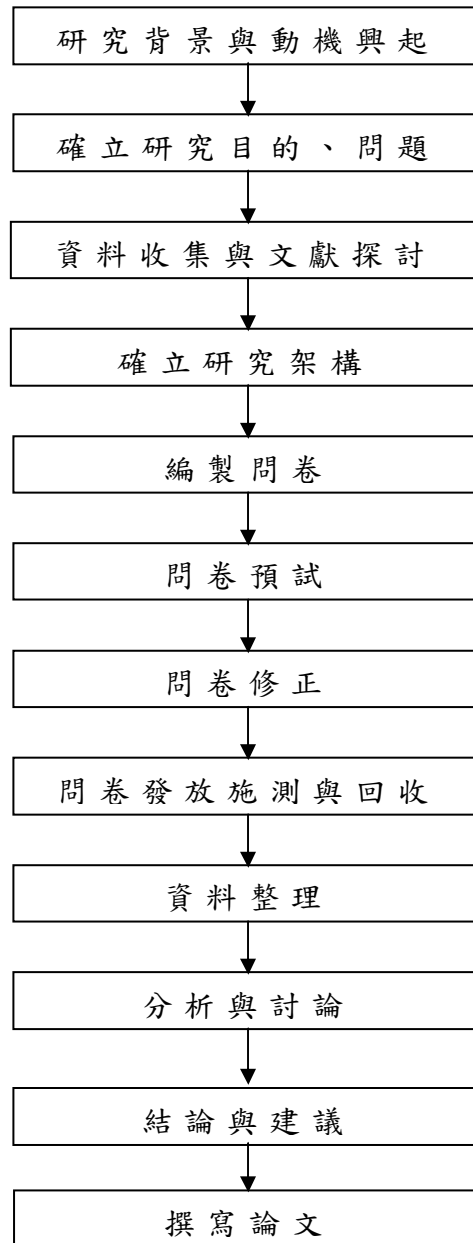 研究背景與動機興起
確立研究目的、問題
資料收集與文獻探討
確立研究架構
編製問卷
問卷預試
問卷修正
問卷發放施測與回收
資料整理
分析與討論
結論與建議
撰寫論文